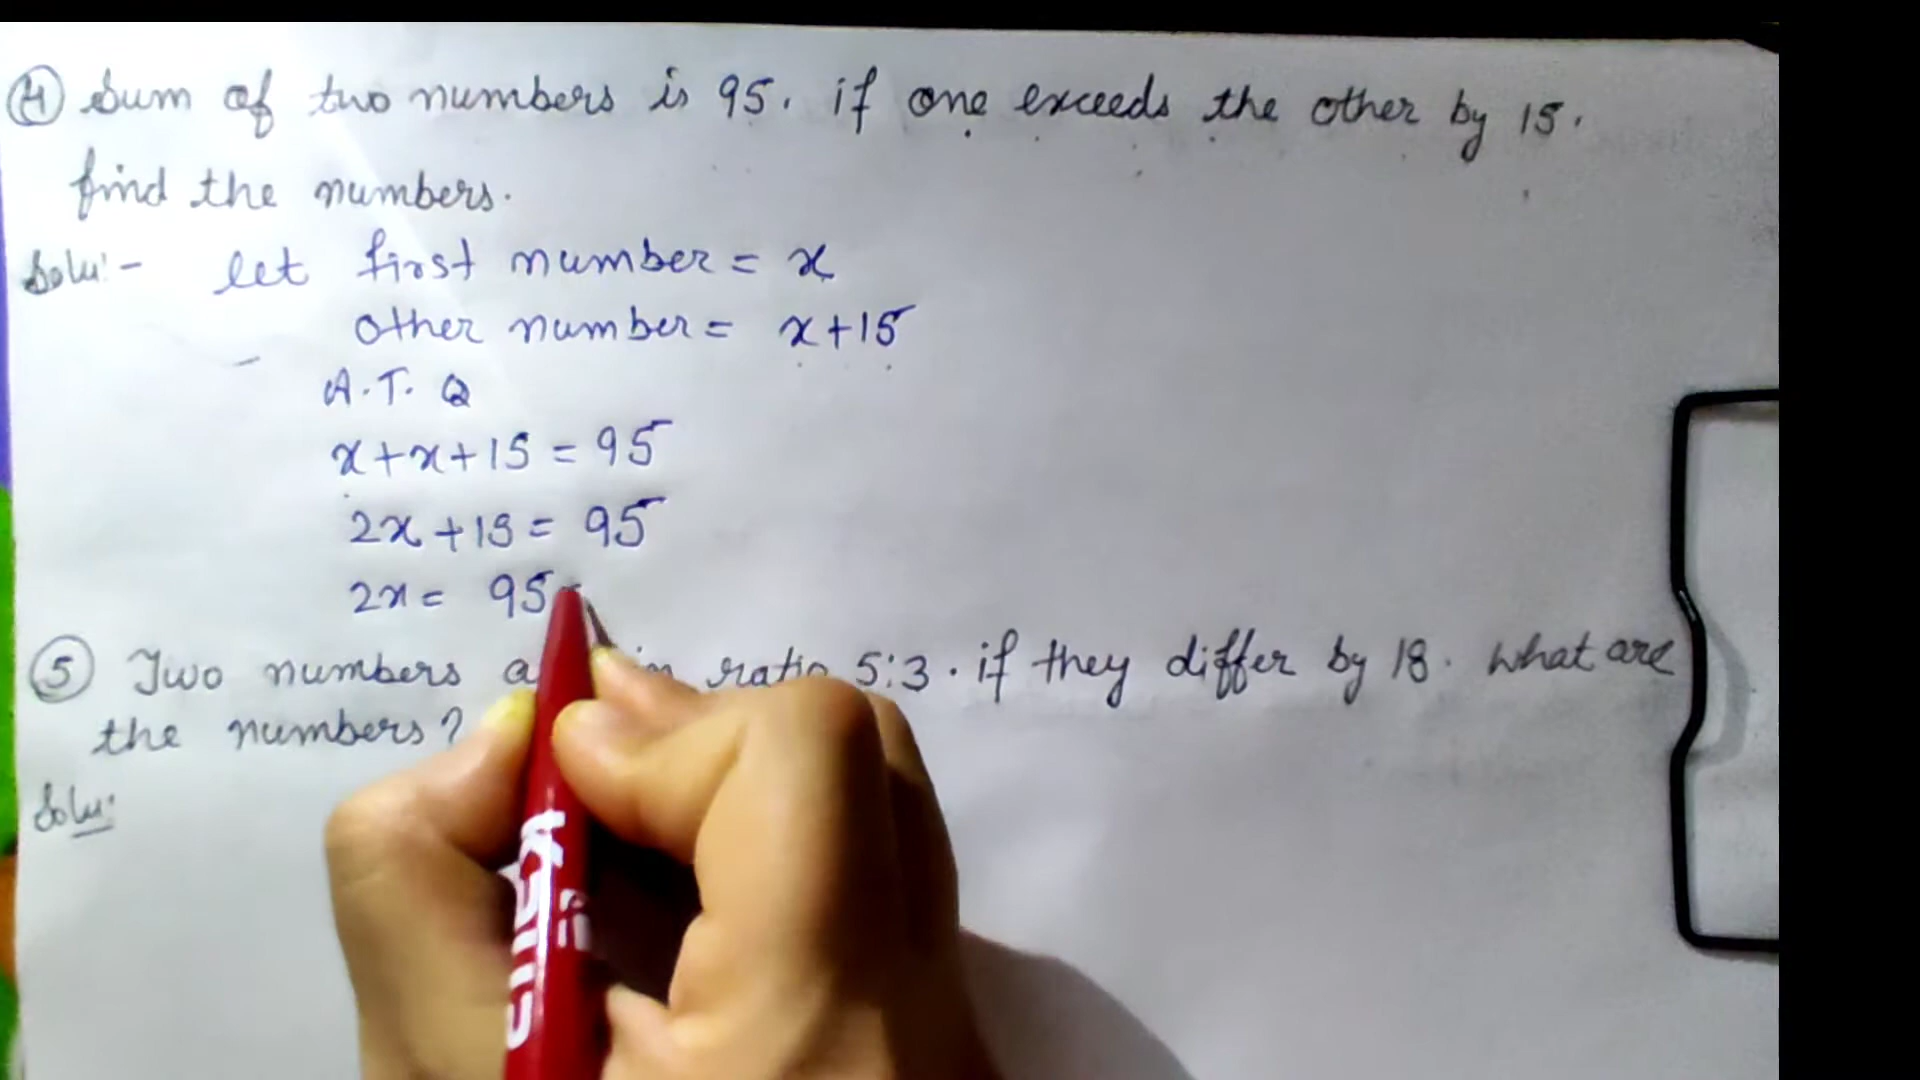 4 Sum of two numbers is 95. if one exceeds the other by 15.
find the numbers.
Solu:- let first number = x
other number = x+15
A.T.Q
x+x+15 = 95
2x+15 = 95
2x = 95-
5 Two numbers in ratio 5:3. if they differ by 18. What are
the numbers?
Solu: